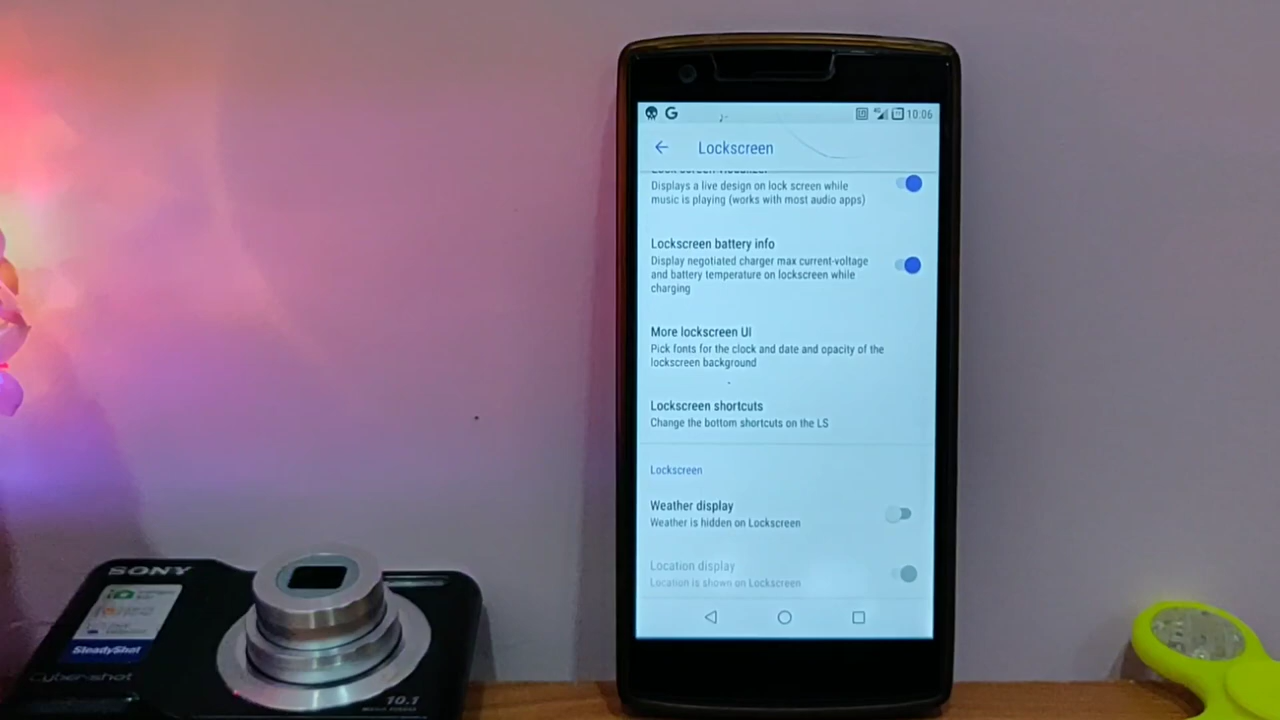 10:06
Lockscreen
Displays a live design on lock screen while
music is playing (works with most audio apps)
Lockscreen battery info
Display negotiated charger max current-voltage
and battery temperature on lockscreen while
charging
More lockscreen UI
Pick fonts for the clock and date and opacity of the
lockscreen background
Lockscreen shortcuts
Change the bottom shortcuts on the LS
Lockscreen
Weather display
Weather is hidden on Lockscreen
Location display
Location is shown on Lockscreen
SONY
SteadyShot
Cyber-shot
10.1